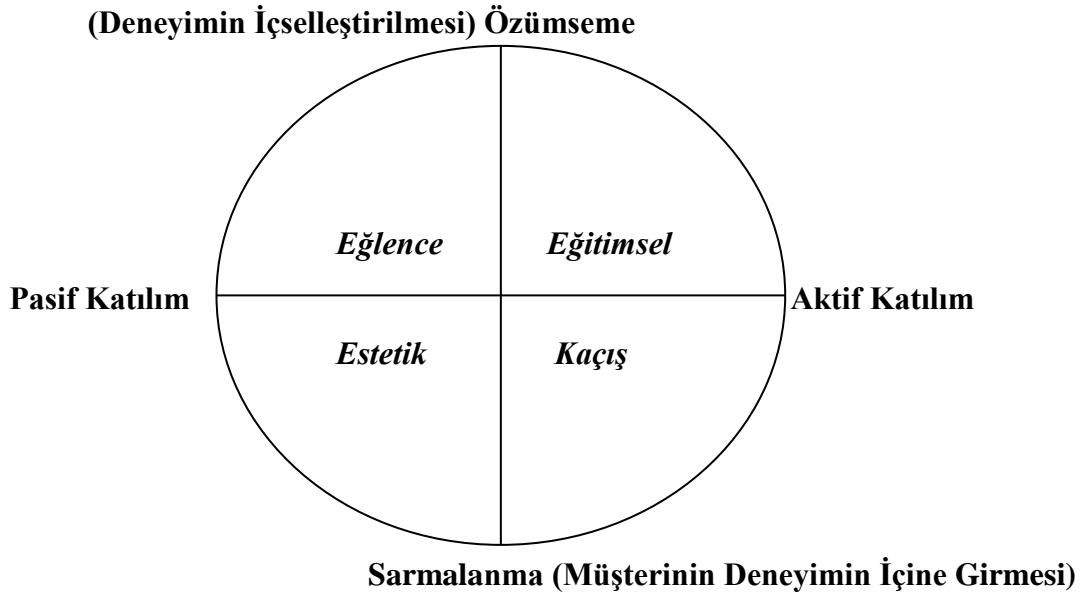 (Deneyimin İçselleştirilmesi) Özümseme
Eğlence
Eğitimsel
Pasif Katılım
Aktif Katılım
Estetik
Kaçış
Sarmalanma (Müşterinin Deneyimin İçine Girmesi)